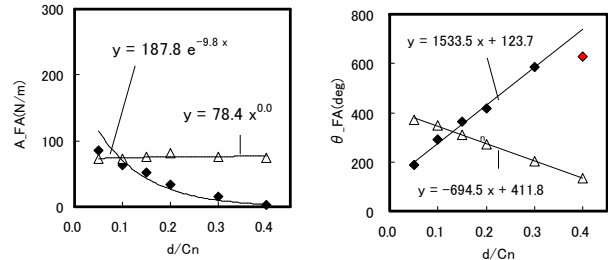 300
y = 187.8 e^-9.8 x
200
A_FA(N/m)
y = 78.4 x^0.0
100
0
0.0 0.1 0.2 0.3 0.4
d/Cn
800
y = 1533.5 x + 123.7
600
θ_FA(deg)
400
200
y = -694.5 x + 411.8
0
0.0 0.1 0.2 0.3 0.4
d/Cn